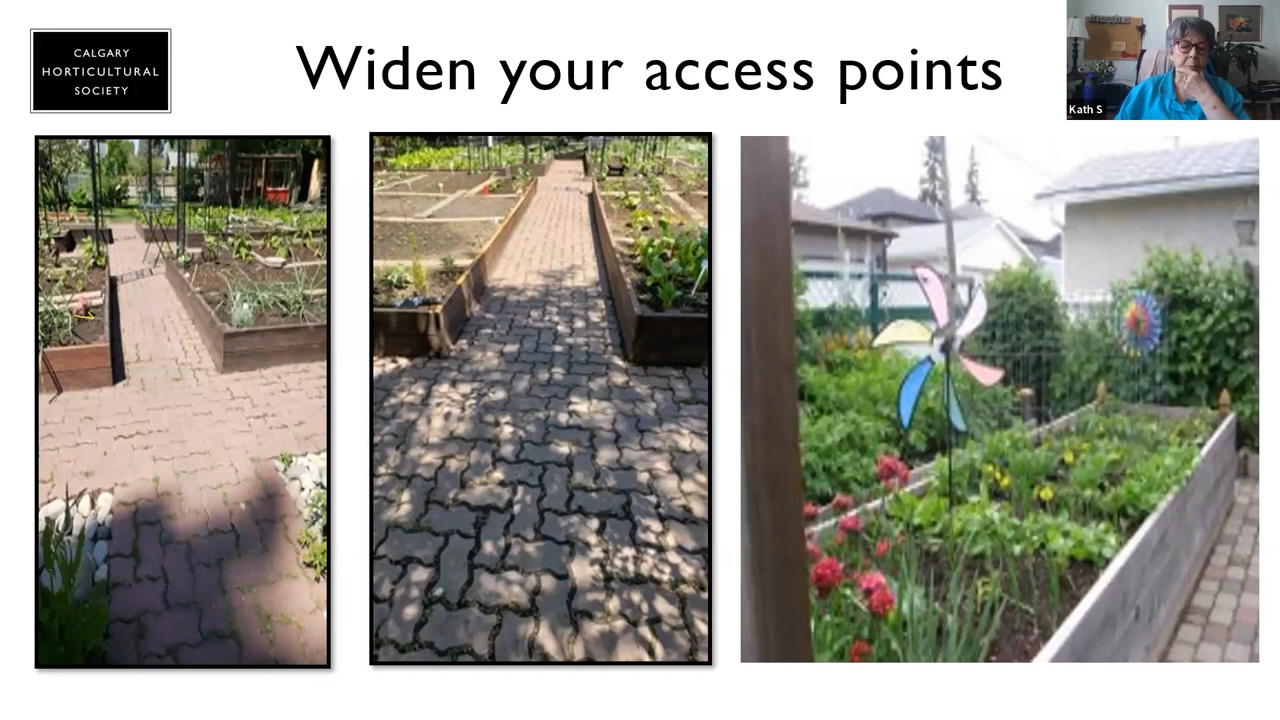 CALGARY
HORTICULTURAL
SOCIETY
Widen your access points
Kath S